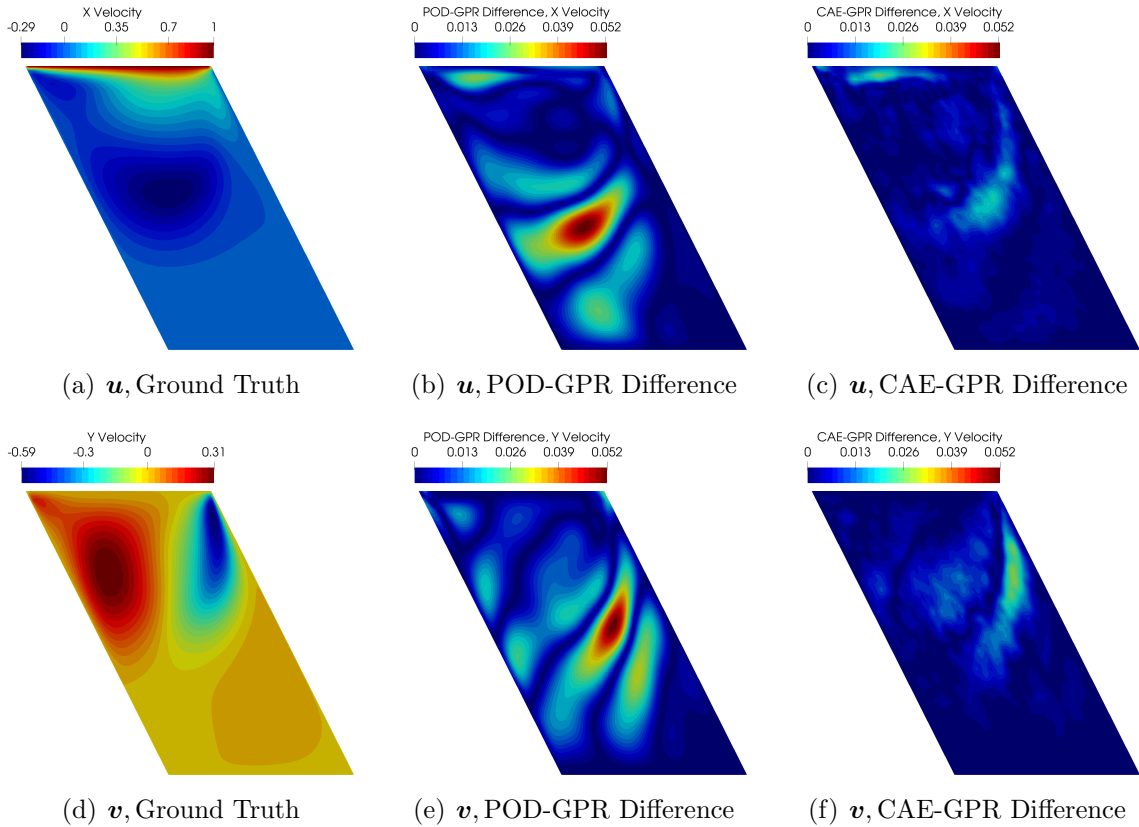 X Velocity
-0.29 0 0.35 0.7 1
POD-GPR Difference, X Velocity
0 0.013 0.026 0.039 0.052
CAE-GPR Difference, X Velocity
0 0.013 0.026 0.039 0.052
(a) u, Ground Truth
(b) u, POD-GPR Difference
(c) u, CAE-GPR Difference
Y Velocity
-0.59 -0.3 0 0.31
POD-GPR Difference, Y Velocity
0 0.013 0.026 0.039 0.052
CAE-GPR Difference, Y Velocity
0 0.013 0.026 0.039 0.052
(d) v, Ground Truth
(e) v, POD-GPR Difference
(f) v, CAE-GPR Difference